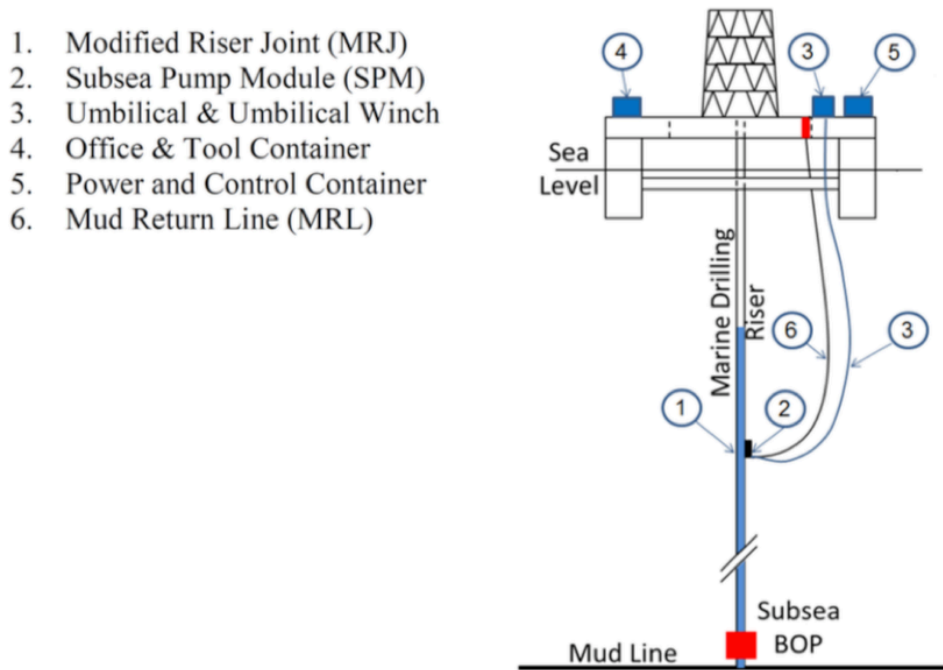 1. Modified Riser Joint (MRJ)
2. Subsea Pump Module (SPM)
3. Umbilical & Umbilical Winch
4. Office & Tool Container
5. Power and Control Container
6. Mud Return Line (MRL)
4
3
5
Sea
Level
Marine Drilling
Riser
6
3
1
2
Subsea
BOP
Mud Line